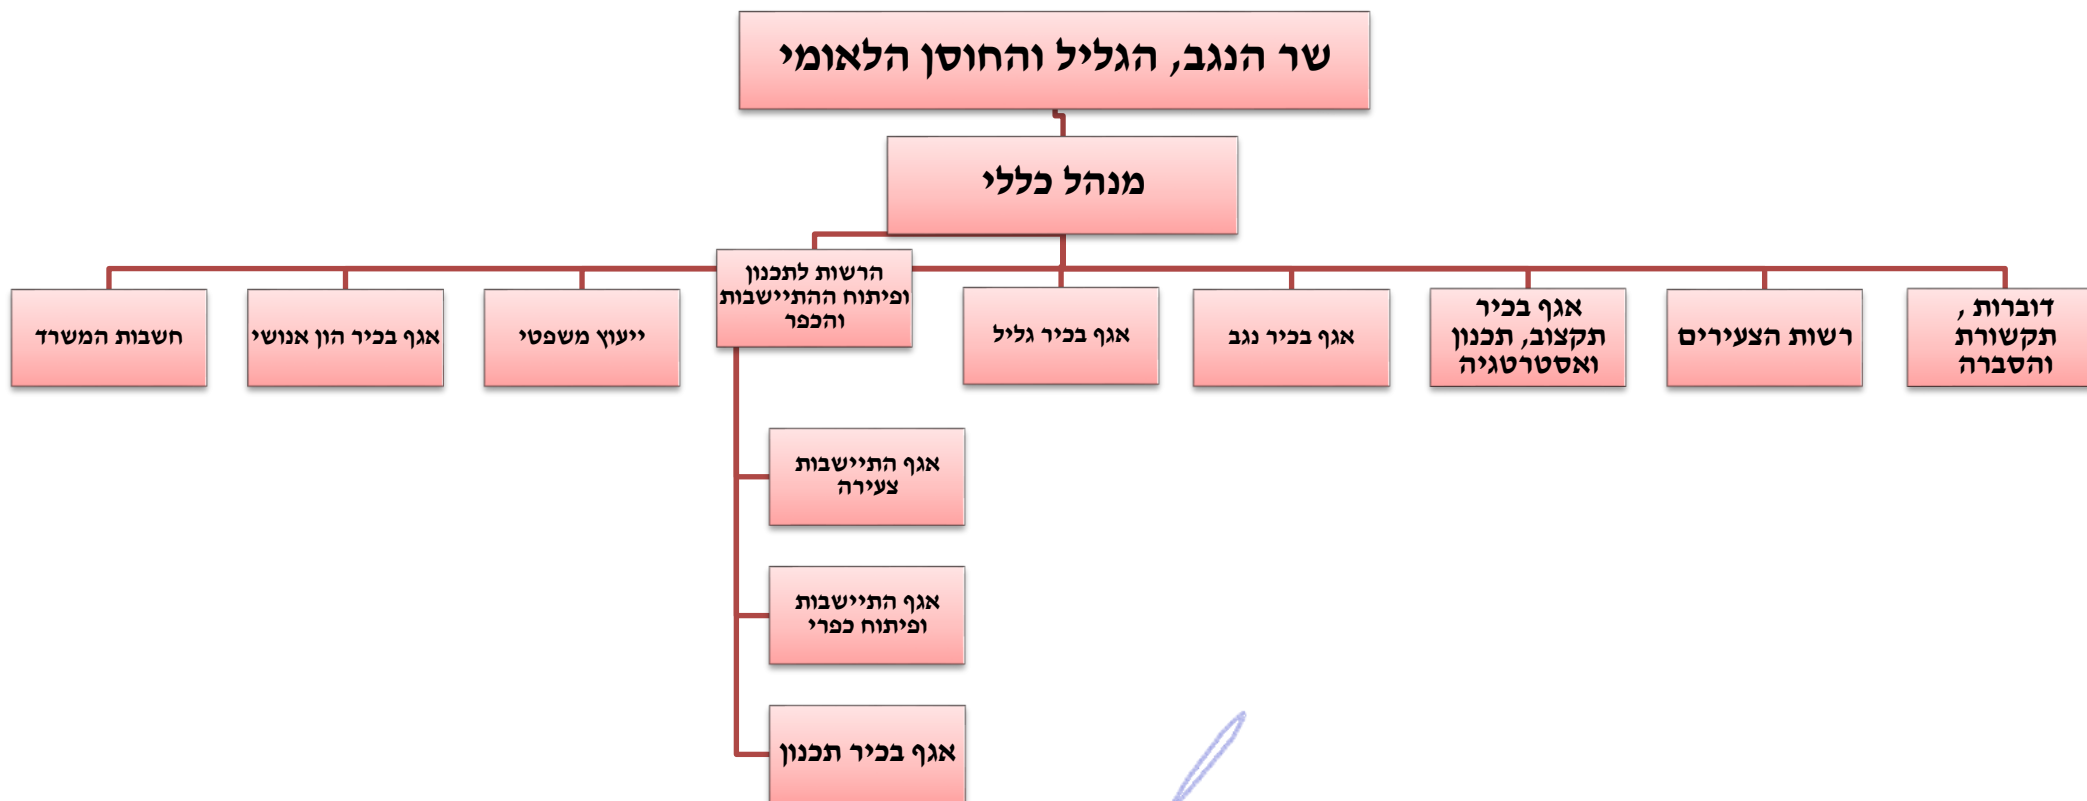 שר הנגב, הגליל והחוסן הלאומי
מנהל כללי
דוברות ,
תקשורת
והסברה
רשות הצעירים
אגף בכיר
תקצוב, תכנון
ואסטרטגיה
אגף בכיר נגב
אגף בכיר גליל
הרשות לתכנון
ופיתוח ההתיישבות
והכפר
ייעוץ משפטי
אגף בכיר הון אנושי
חשבות המשרד
אגף התיישבות
צעירה
אגף התיישבות
ופיתוח כפרי
אגף בכיר תכנון